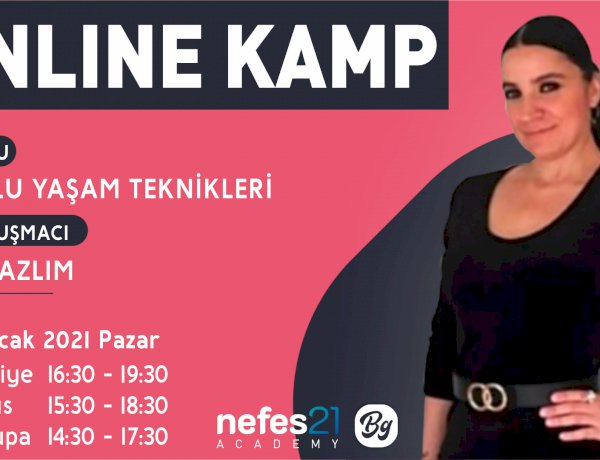 NLINE KAMP
U
LU YAŞAM TEKNİKLERİ
UŞMACI
AZLIM
cak 2021 Pazar
iye 16:30 - 19:30
ıs 15:30 - 18:30
upa 14:30 - 17:30
nefes21 Bg
ACADEMY